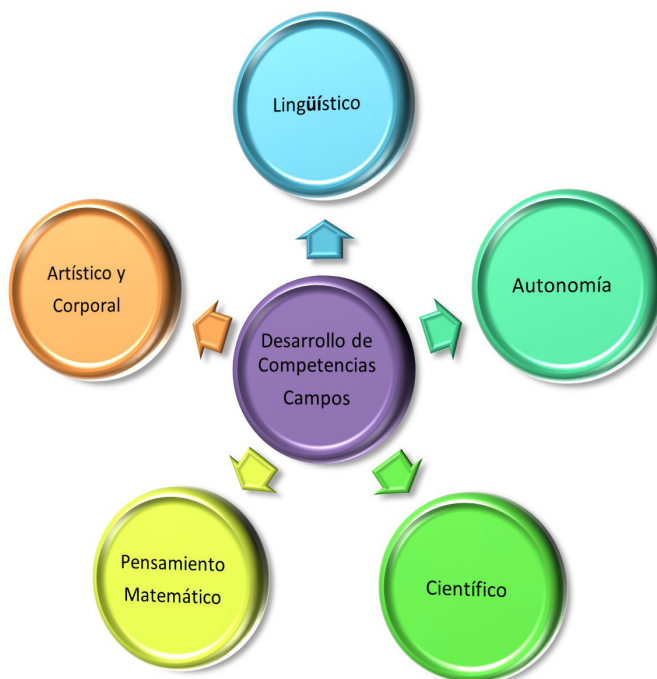 Lingüístico
Artístico y
Corporal
Autonomía
Desarrollo de
Competencias
Campos
Pensamiento
Matemático
Científico